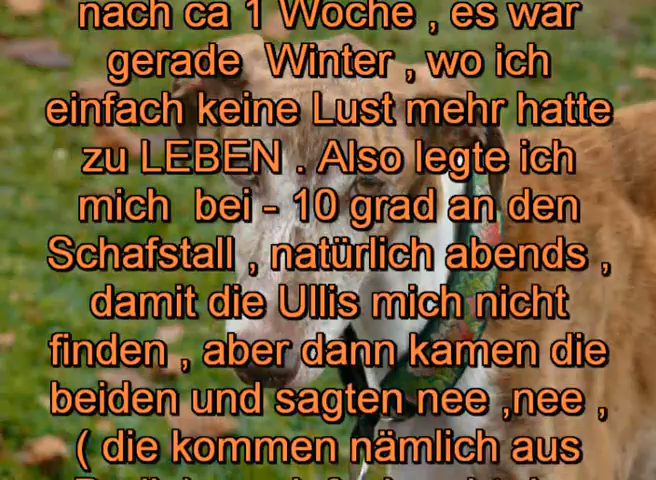 nach ca 1 Woche , es war
gerade Winter , wo ich
einfach keine Lust mehr hatte
zu LEBEN . Also legte ich
mich bei - 10 grad an den
Schafstall , natürlich abends ,
damit die Ullis mich nicht
finden , aber dann kamen die
beiden und sagten nee ,nee ,
( die kommen nämlich aus